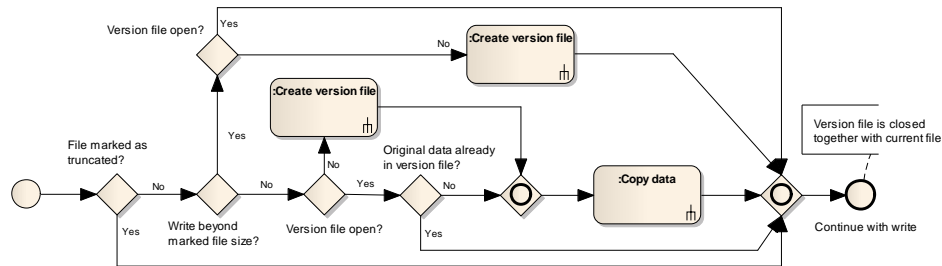 Yes
Version file open?
No
:Create version file
:Create version file
Version file is closed
together with current file
File marked as
truncated?
Yes
No
Original data already
in version file?
No
No
Yes
No
:Copy data
Yes
Write beyond
marked file size?
Version file open?
Yes
Continue with write